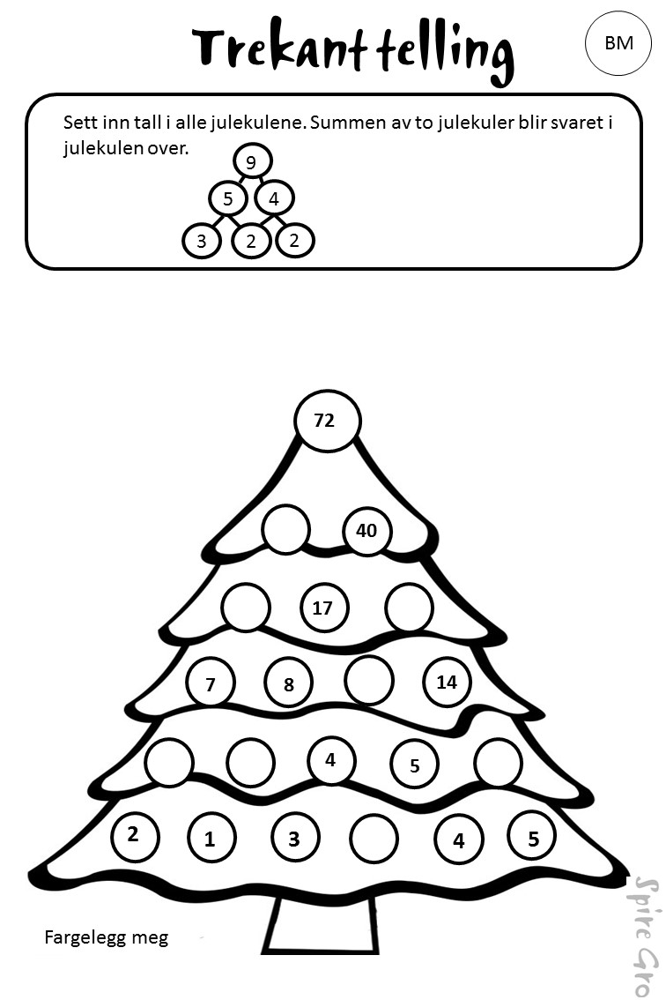 Trekant telling
BM
Sett inn tall i alle julekulene. Summen av to julekuler blir svaret i
julekulen over.
9
5 4
3 2 2
72
40
17
7 8 14
4 5
2 1 3 4 5
Fargelegg meg
Spire Gro